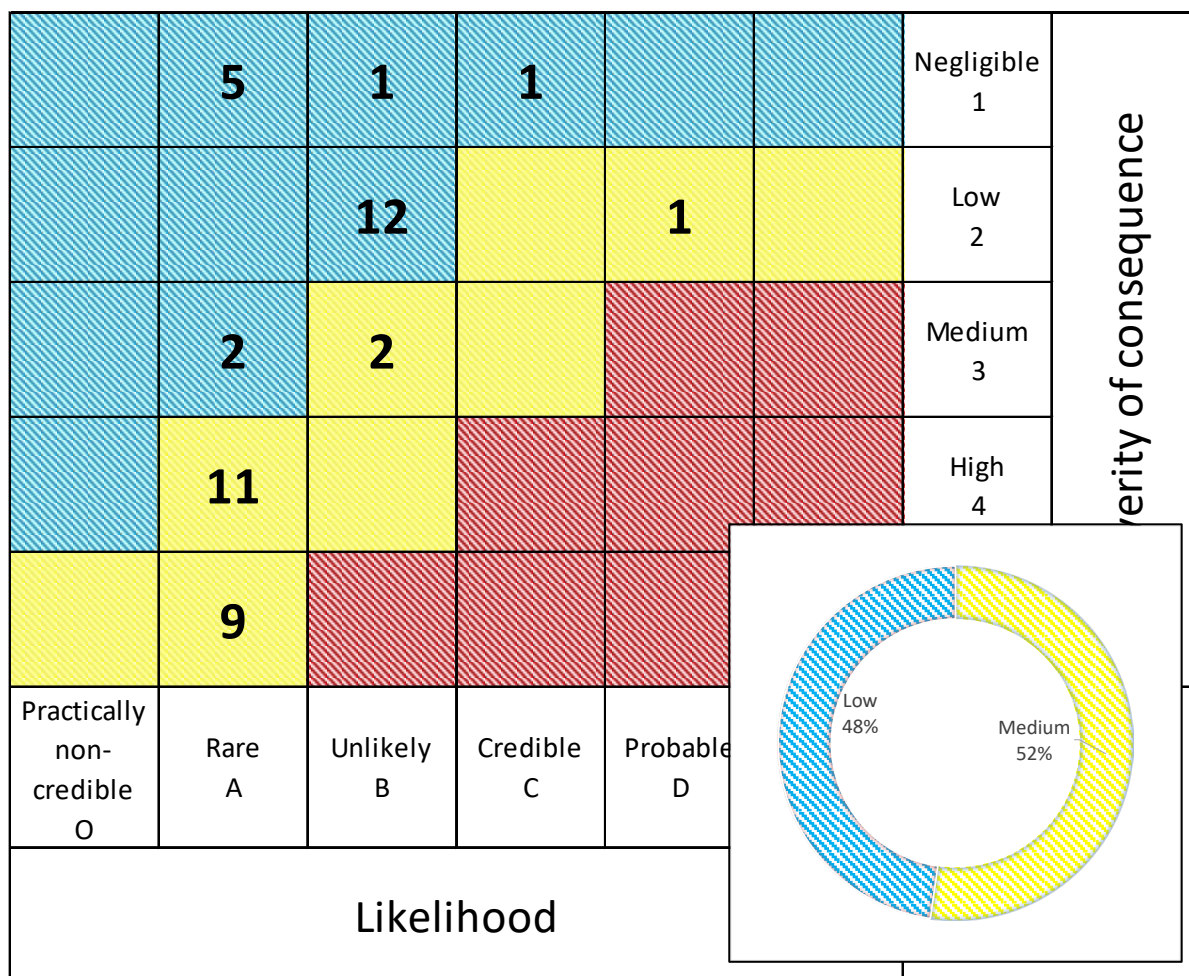 5 1 1
Negligible
1
12 1
Low
2
2 2
Medium
3
11
High
4
9
verity of consequence
Practically
non-
credible
O
Rare
A
Unlikely
B
Credible
C
Probable
D
Likelihood
Low
48%
Medium
52%